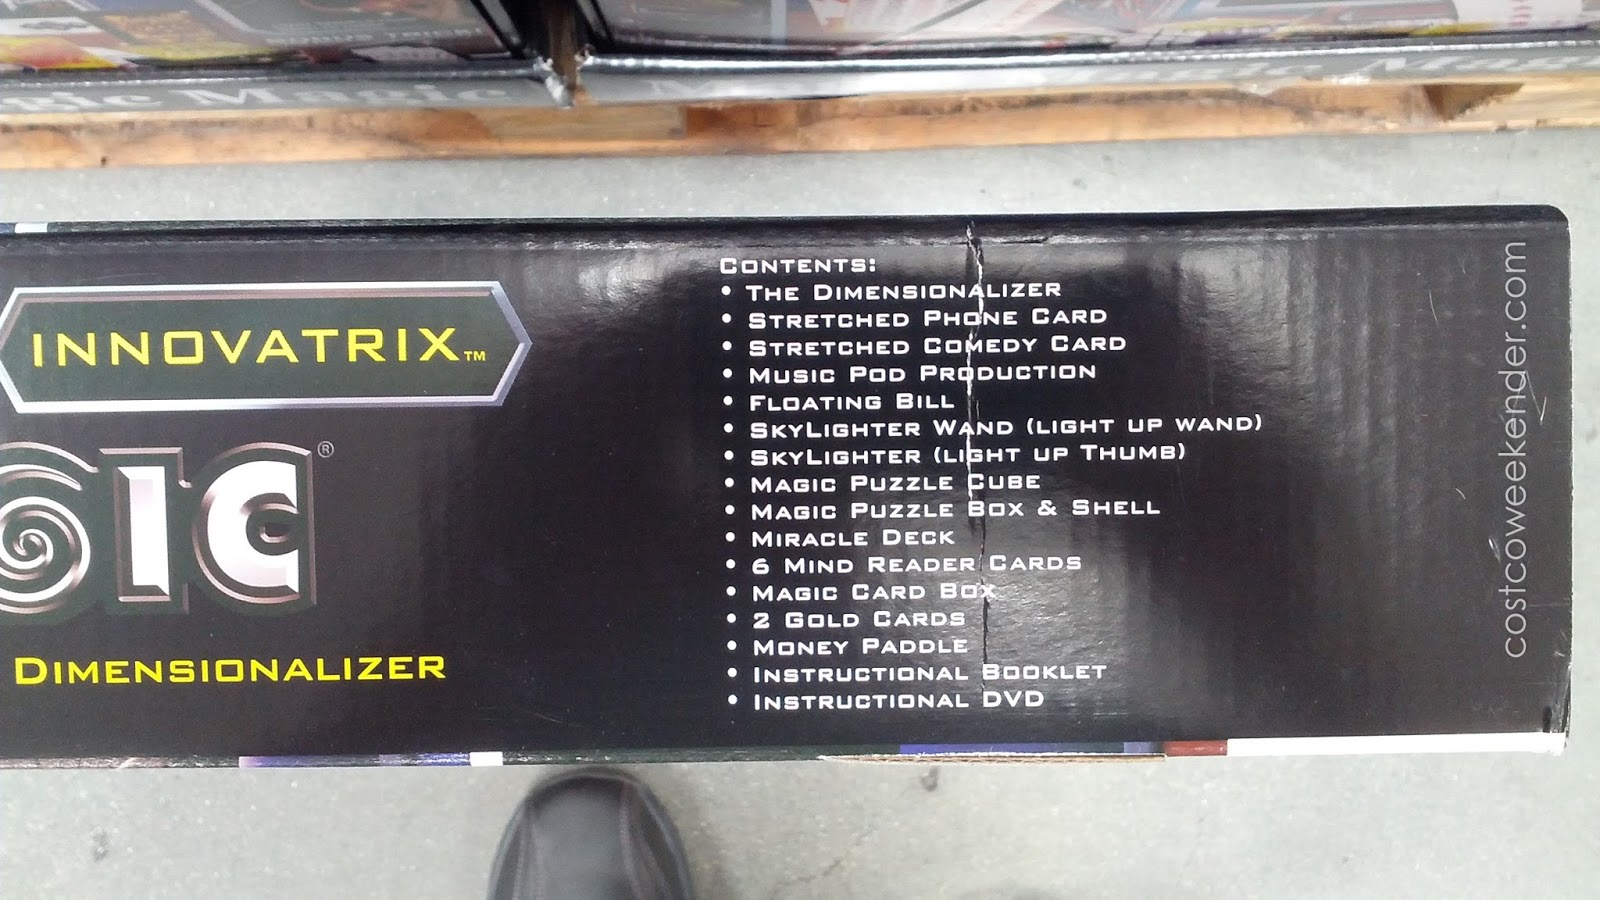 Magic
INNOVATRIX™
GIC®
DIMENSIONALIZER
CONTENTS:
• THE DIMENSIONALIZER
• STRETCHED PHONE CARD
• STRETCHED COMEDY CARD
• MUSIC POD PRODUCTION
• FLOATING BILL
• SKYLIGHTER WAND (LIGHT UP WAND)
• SKYLIGHTER (LIGHT UP THUMB)
• MAGIC PUZZLE CUBE
• MAGIC PUZZLE BOX & SHELL
• MIRACLE DECK
• 6 MIND READER CARDS
• MAGIC CARD BOX
• 2 GOLD CARDS
• MONEY PADDLE
• INSTRUCTIONAL BOOKLET
• INSTRUCTIONAL DVD
costcoweekender.com